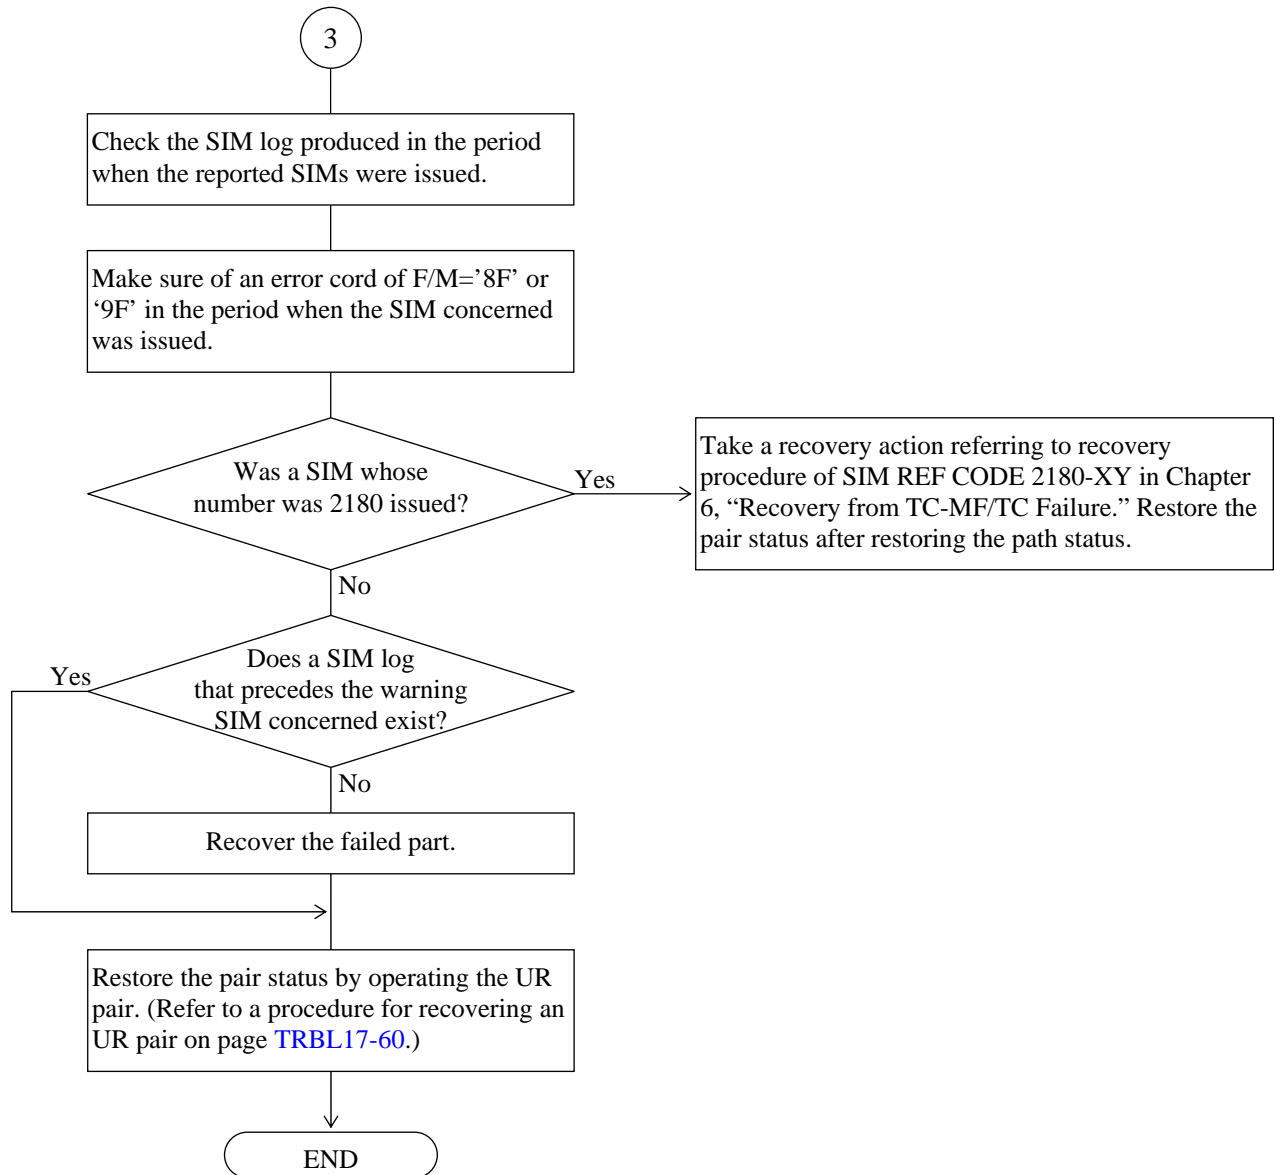 3
Check the SIM log produced in the period
when the reported SIMs were issued.
Make sure of an error cord of F/M=’8F’ or
‘9F’ in the period when the SIM concerned
was issued.
Was a SIM whose
number was 2180 issued?
Yes
Take a recovery action referring to recovery
procedure of SIM REF CODE 2180-XY in Chapter
6, “Recovery from TC-MF/TC Failure.” Restore the
pair status after restoring the path status.
No
Does a SIM log
that precedes the warning
SIM concerned exist?
Yes
No
Recover the failed part.
Restore the pair status by operating the UR
pair. (Refer to a procedure for recovering an
UR pair on page TRBL17-60.)
END